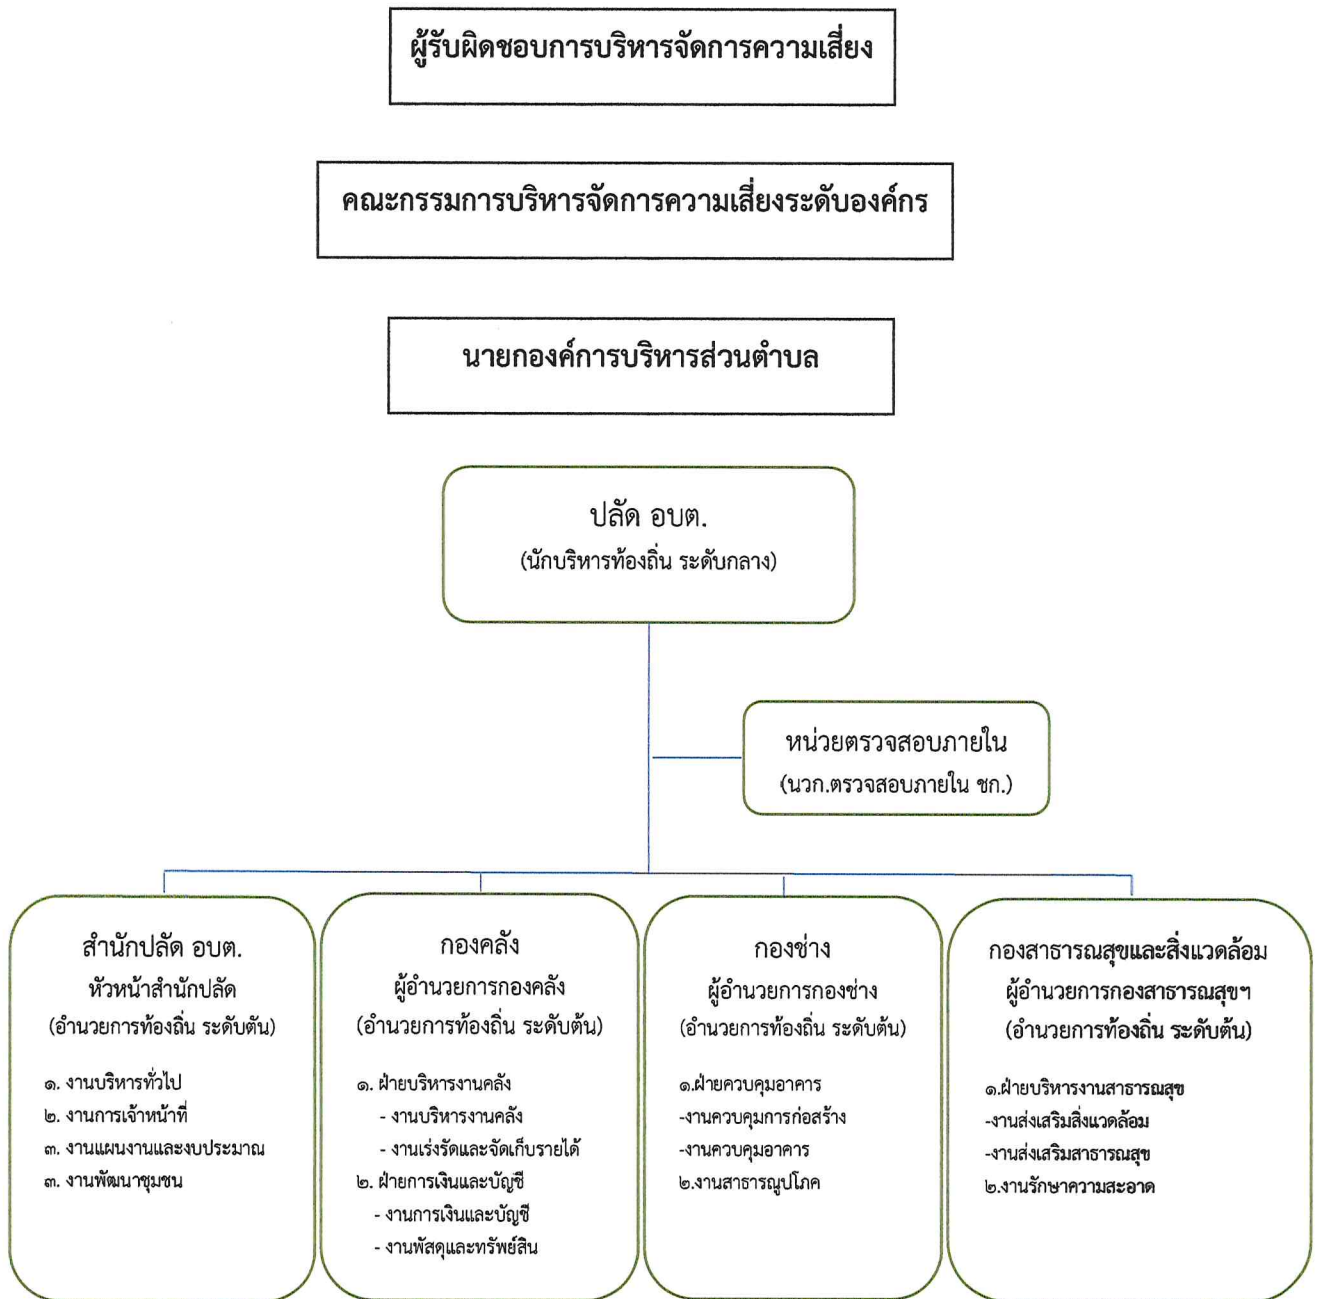 ผู้รับผิดชอบการบริหารจัดการความเสี่ยง
คณะกรรมการบริหารจัดการความเสี่ยงระดับองค์กร
นายกองค์การบริหารส่วนตำบล
ปลัด อบต.
(นักบริหารท้องถิ่น ระดับกลาง)
หน่วยตรวจสอบภายใน
(นวก.ตรวจสอบภายใน ชก.)
สำนักปลัด อบต.
หัวหน้าสำนักปลัด
(อำนวยการท้องถิ่น ระดับต้น)
๑. งานบริหารทั่วไป
๒. งานการเจ้าหน้าที่
๓. งานแผนงานและงบประมาณ
๓. งานพัฒนาชุมชน
กองคลัง
ผู้อำนวยการกองคลัง
(อำนวยการท้องถิ่น ระดับต้น)
๑. ฝ่ายบริหารงานคลัง
- งานบริหารงานคลัง
- งานเร่งรัดและจัดเก็บรายได้
๒. ฝ่ายการเงินและบัญชี
- งานการเงินและบัญชี
- งานพัสดุและทรัพย์สิน
กองช่าง
ผู้อำนวยการกองช่าง
(อำนวยการท้องถิ่น ระดับต้น)
๑.ฝ่ายควบคุมอาคาร
-งานควบคุมการก่อสร้าง
-งานควบคุมอาคาร
๒.งานสาธารณูปโภค
กองสาธารณสุขและสิ่งแวดล้อม
ผู้อำนวยการกองสาธารณสุขฯ
(อำนวยการท้องถิ่น ระดับต้น)
๑.ฝ่ายบริหารงานสาธารณสุข
-งานส่งเสริมสิ่งแวดล้อม
-งานส่งเสริมสาธารณสุข
๒.งานรักษาความสะอาด